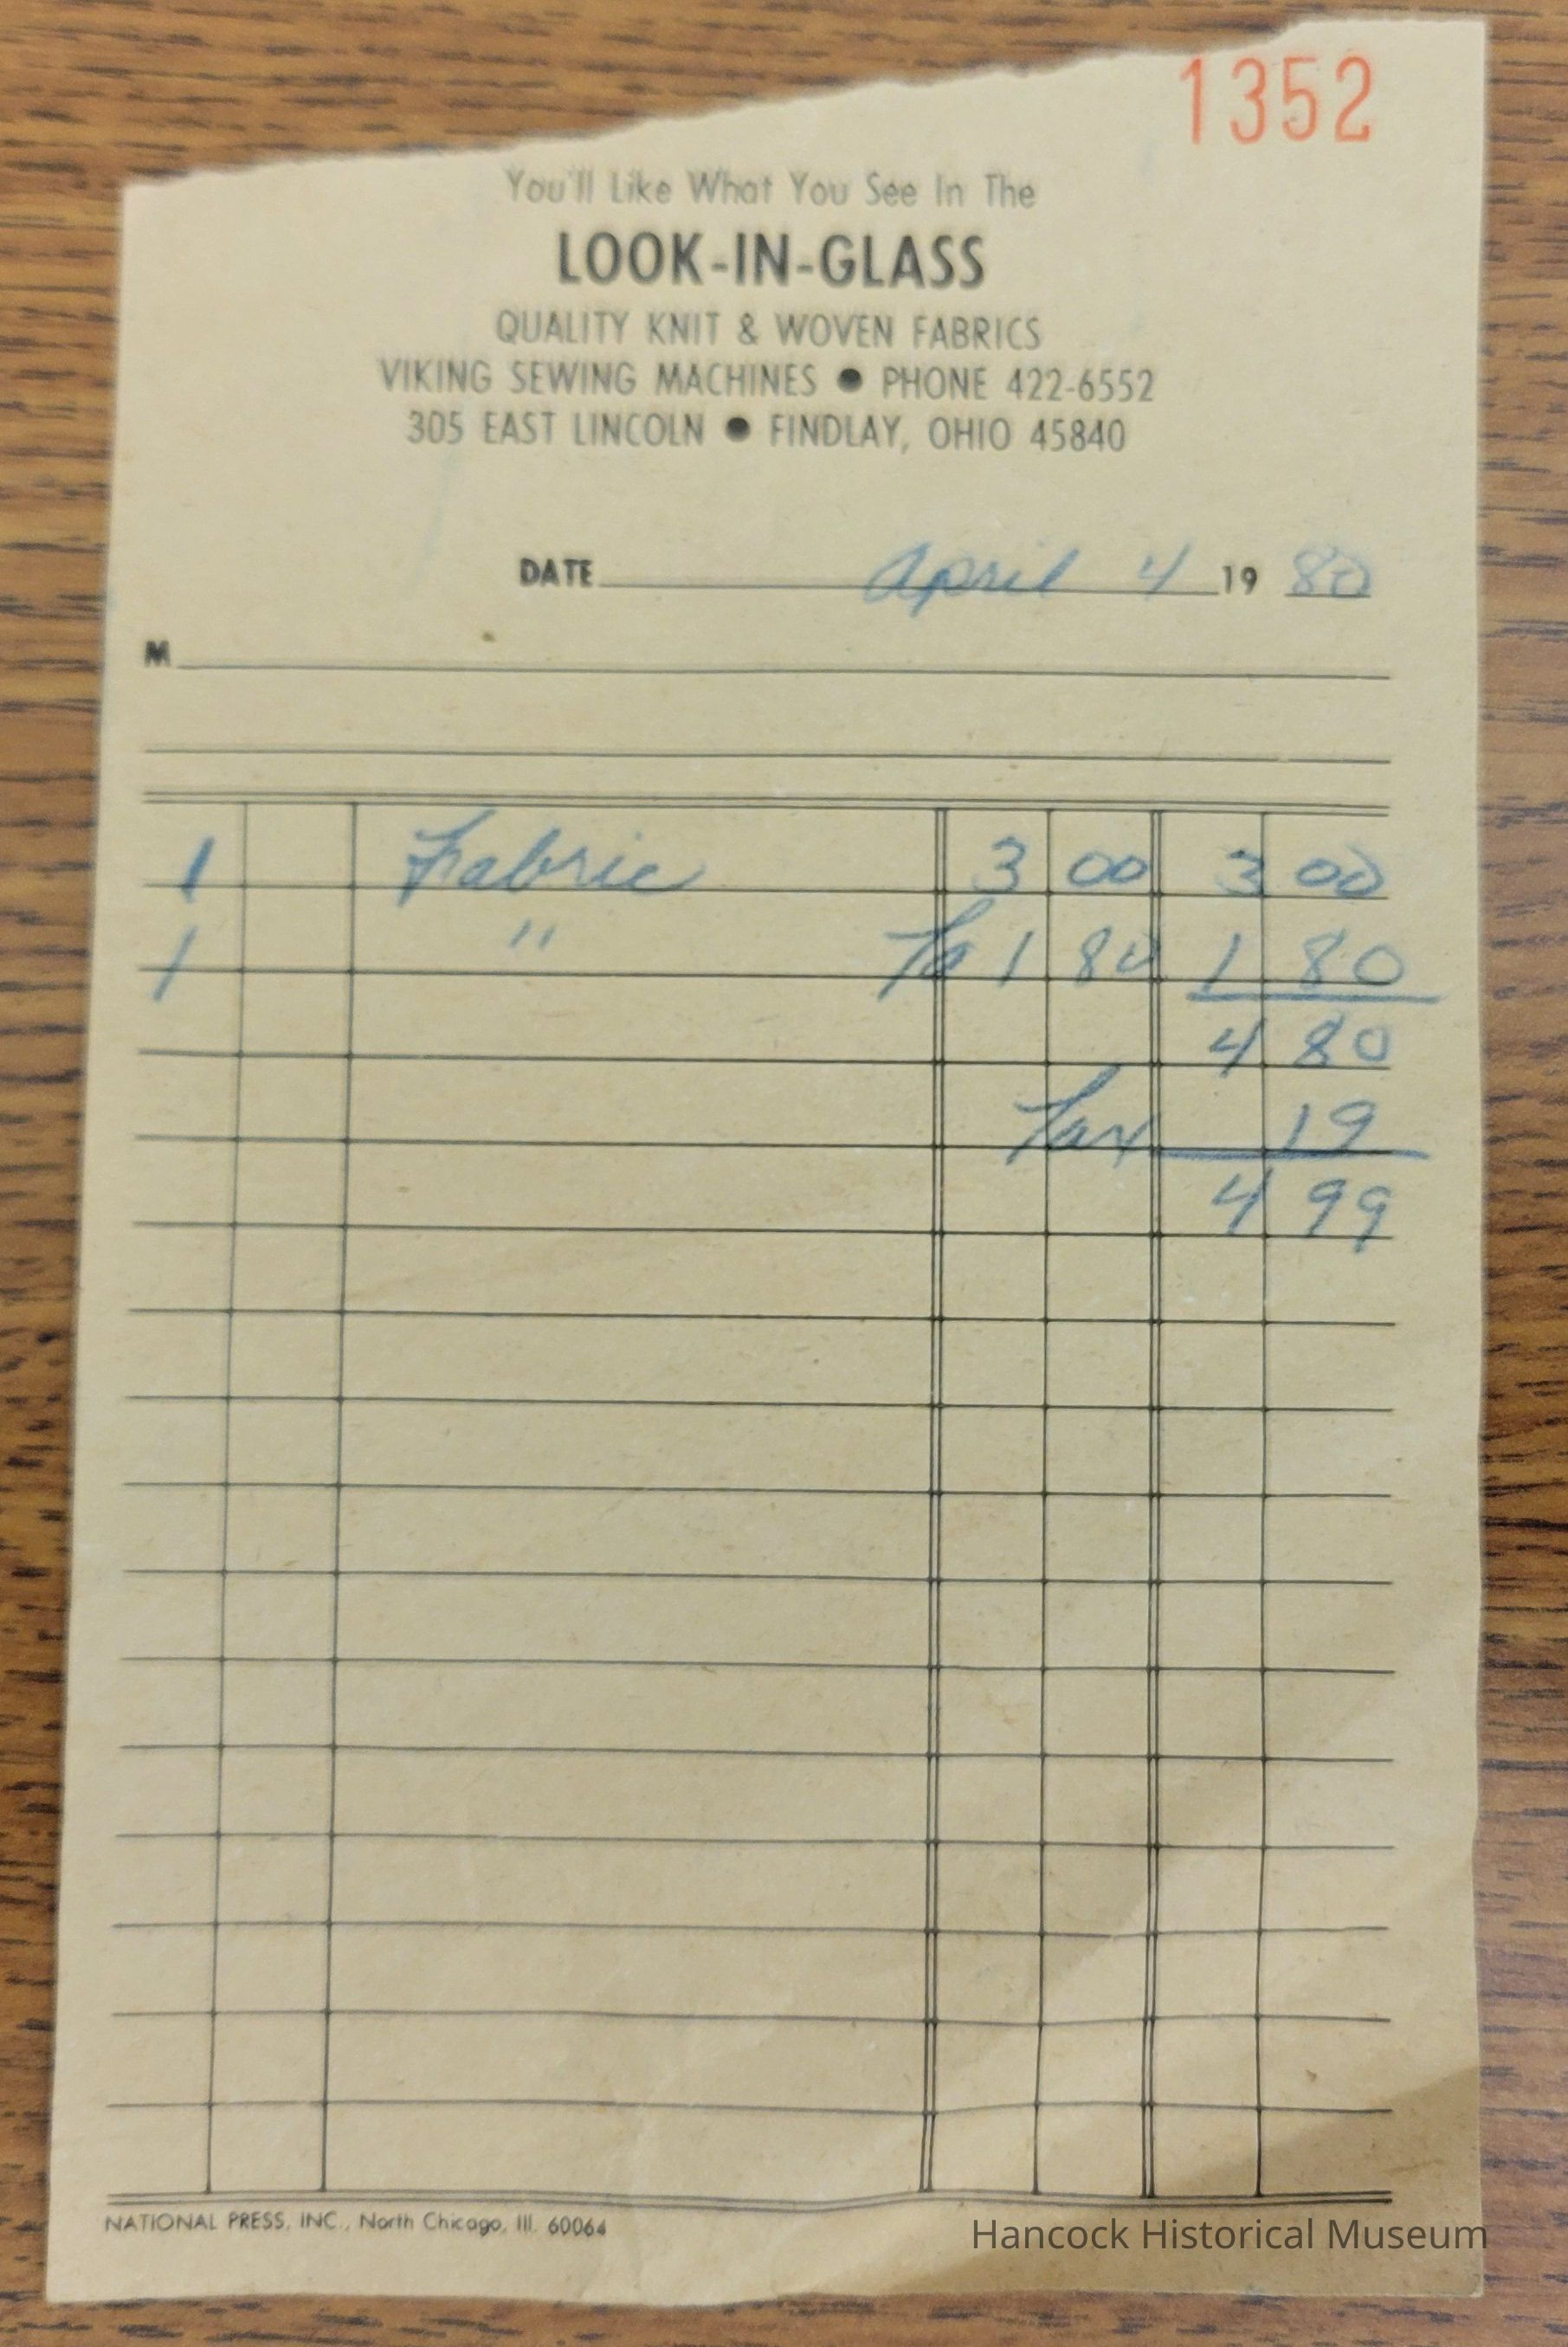 1352
You'll Like What You See In The
LOOK-IN-GLASS
QUALITY KNIT & WOVEN FABRICS
VIKING SEWING MACHINES ● PHONE 422-6552
305 EAST LINCOLN ● FINDLAY, OHIO 45840
DATE April 4 19 80
M
1 Fabric 3 00 3 00
1 " 1 80 1 80
4 80
Tax 19
4 99
NATIONAL PRESS, INC., North Chicago, Ill. 60064
Hancock Historical Museum